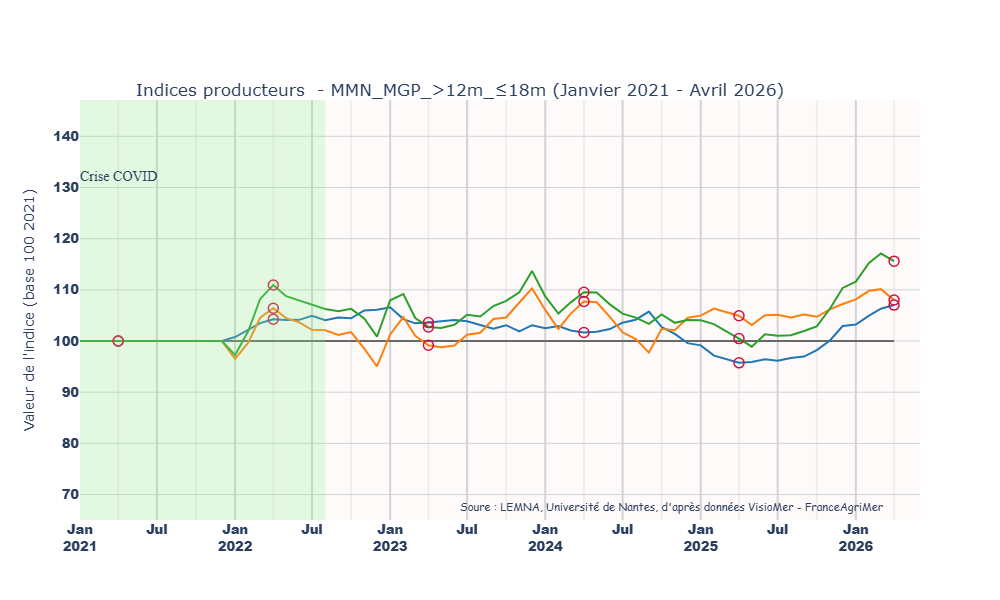 Indices producteurs  - MMN_MGP_>12m_≤18m (Janvier 2021 - Avril 2026)
Valeur de l'indice (base 100 2021)
140
130
120
110
100
90
80
70
Crise COVID
Soure : LEMNA, Université de Nantes, d'après données VisioMer - FranceAgriMer
Jan Jul Jan Jul Jan Jul Jan Jul Jan Jul Jan
2021 2022 2023 2024 2025 2026